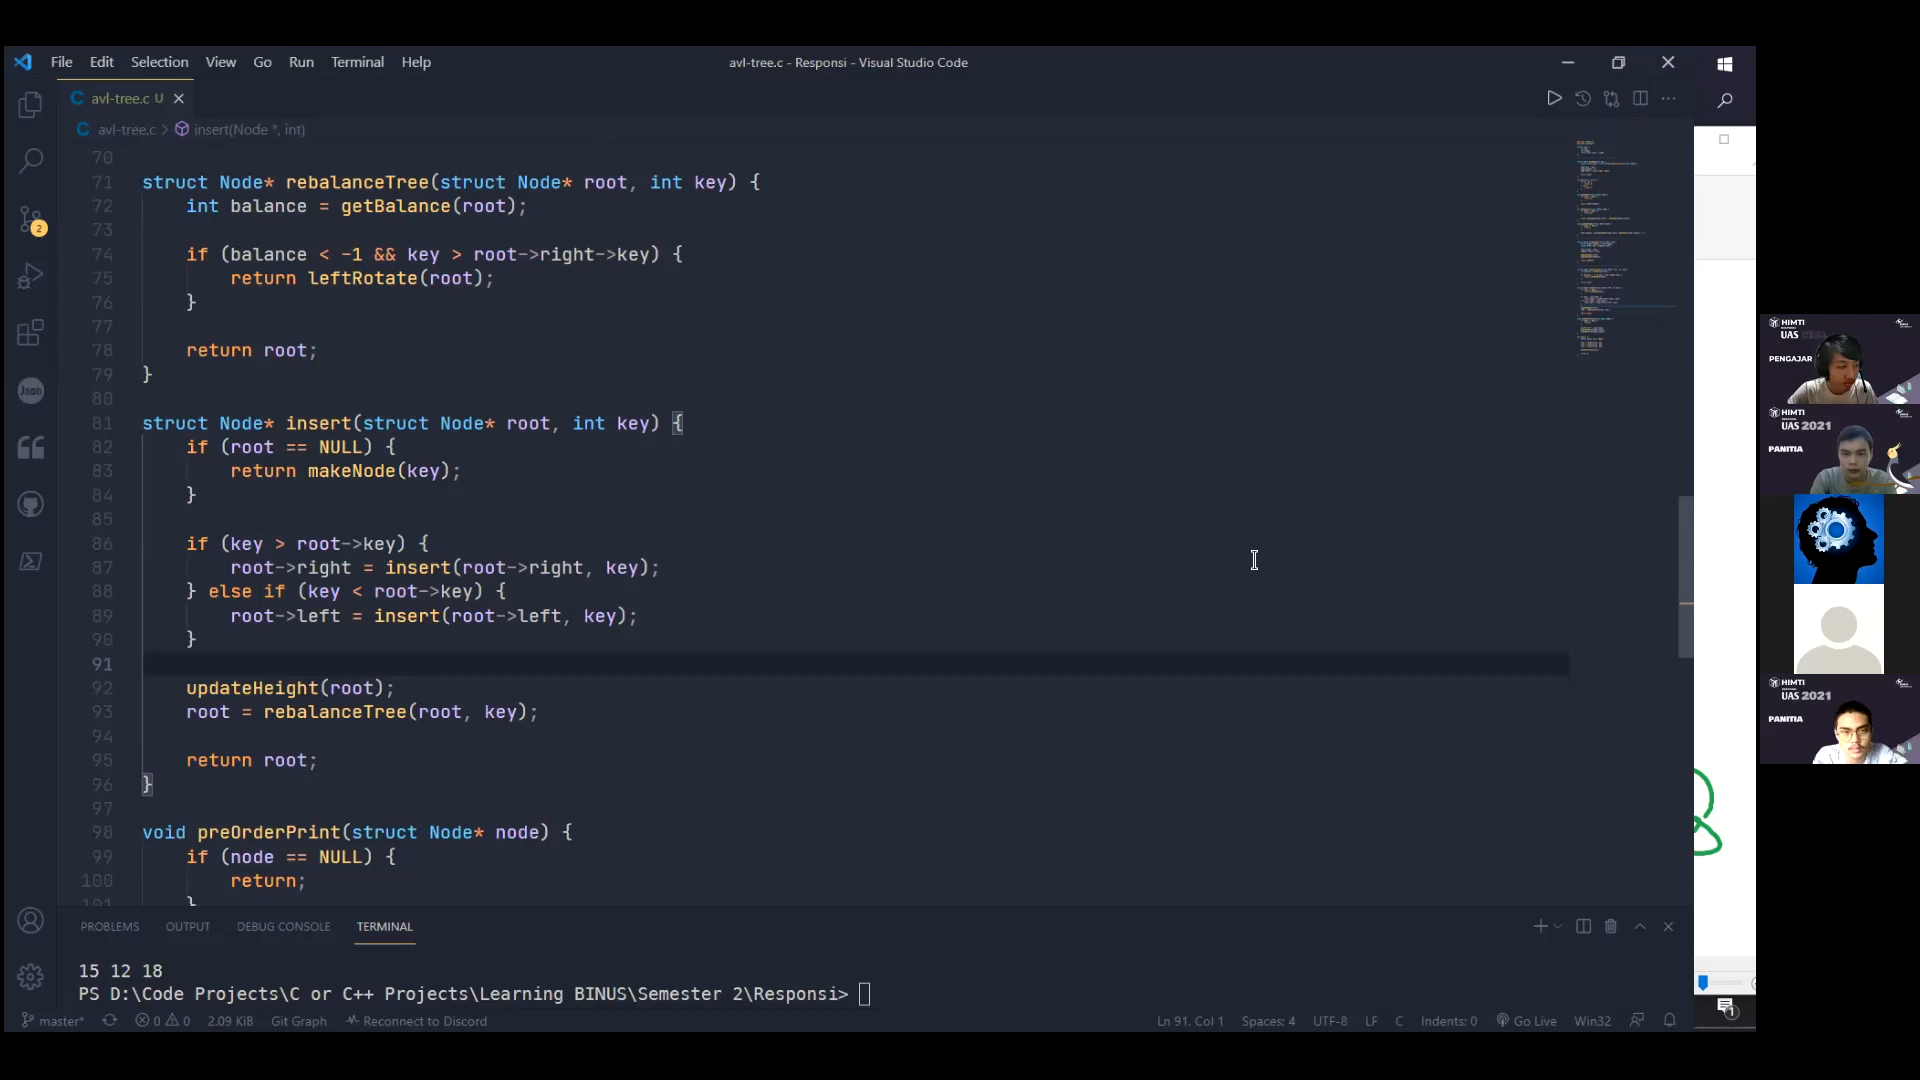 File Edit Selection View Go Run Terminal Help
avl-tree.c - Responsi - Visual Studio Code
avl-tree.c U
avl-tree.c > insert(Node *, int)
70
71 struct Node* rebalanceTree(struct Node* root, int key) {
72 int balance = getBalance(root);
73
74 if (balance < -1 && key > root->right->key) {
75 return leftRotate(root);
76 }
77
78 return root;
79 }
80
81 struct Node* insert(struct Node* root, int key) {
82 if (root == NULL) {
83 return makeNode(key);
84 }
85
86 if (key > root->key) {
87 root->right = insert(root->right, key);
88 } else if (key < root->key) {
89 root->left = insert(root->left, key);
90 }
91
92 updateHeight(root);
93 root = rebalanceTree(root, key);
94
95 return root;
96 }
97
98 void preOrderPrint(struct Node* node) {
99 if (node == NULL) {
100 return;
101 }
2
Json
PROBLEMS OUTPUT DEBUG CONSOLE TERMINAL
15 12 18
PS D:\Code Projects\C or C++ Projects\Learning BINUS\Semester 2\Responsi>
master* 0 0 2.09 KiB Git Graph Reconnect to Discord
Ln 91, Col 1 Spaces: 4 UTF-8 LF C Indents: 0 Go Live Win32
1
HIMTI
UAS
PENGAJAR
HIMTI
UAS 2021
PANITIA
HIMTI
UAS 2021
PANITIA